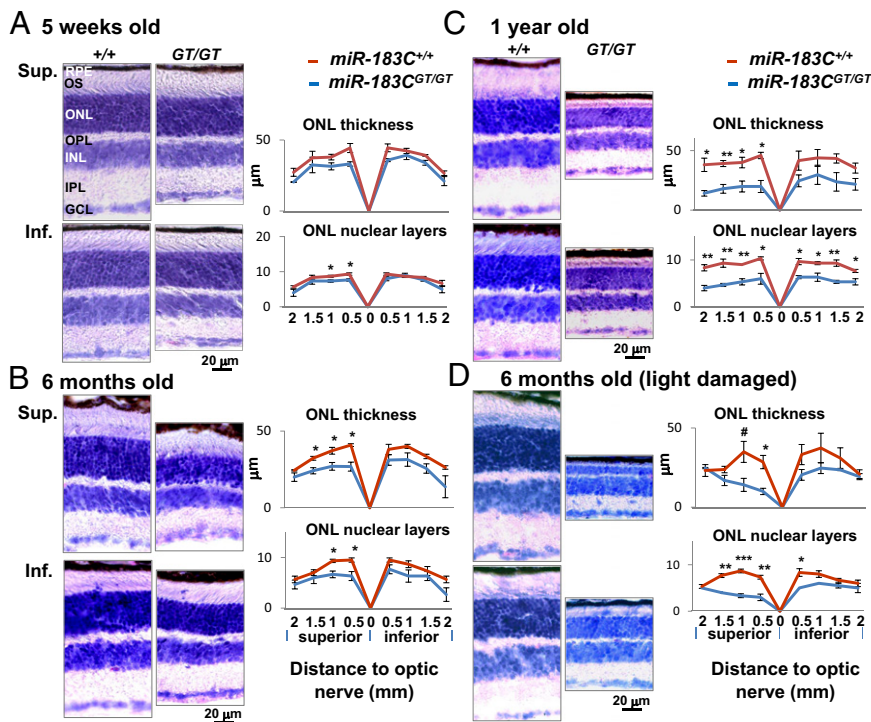 A 5 weeks old
+/+ GT/GT
Sup.
RPE
OS
ONL
OPL
INL
IPL
GCL
Inf.
20 μm
miR-183C+/+
miR-183CGT/GT
ONL thickness
50
μm
0
ONL nuclear layers
20
* *
10
0
2 1.5 1 0.5 0 0.5 1 1.5 2
B 6 months old
Sup.
Inf.
20 μm
ONL thickness
50
* * *
μm
0
ONL nuclear layers
* *
10
0
2 1.5 1 0.5 0 0.5 1 1.5 2
superior inferior
Distance to optic
nerve (mm)
C 1 year old
+/+ GT/GT
20 μm
miR-183C+/+
miR-183CGT/GT
ONL thickness
50
* ** * *
μm
0
ONL nuclear layers
** ** ** * * * ** *
10
0
2 1.5 1 0.5 0 0.5 1 1.5 2
D 6 months old (light damaged)
20 μm
ONL thickness
50
# *
μm
0
ONL nuclear layers
** *** ** *
10
0
2 1.5 1 0.5 0 0.5 1 1.5 2
superior inferior
Distance to optic
nerve (mm)